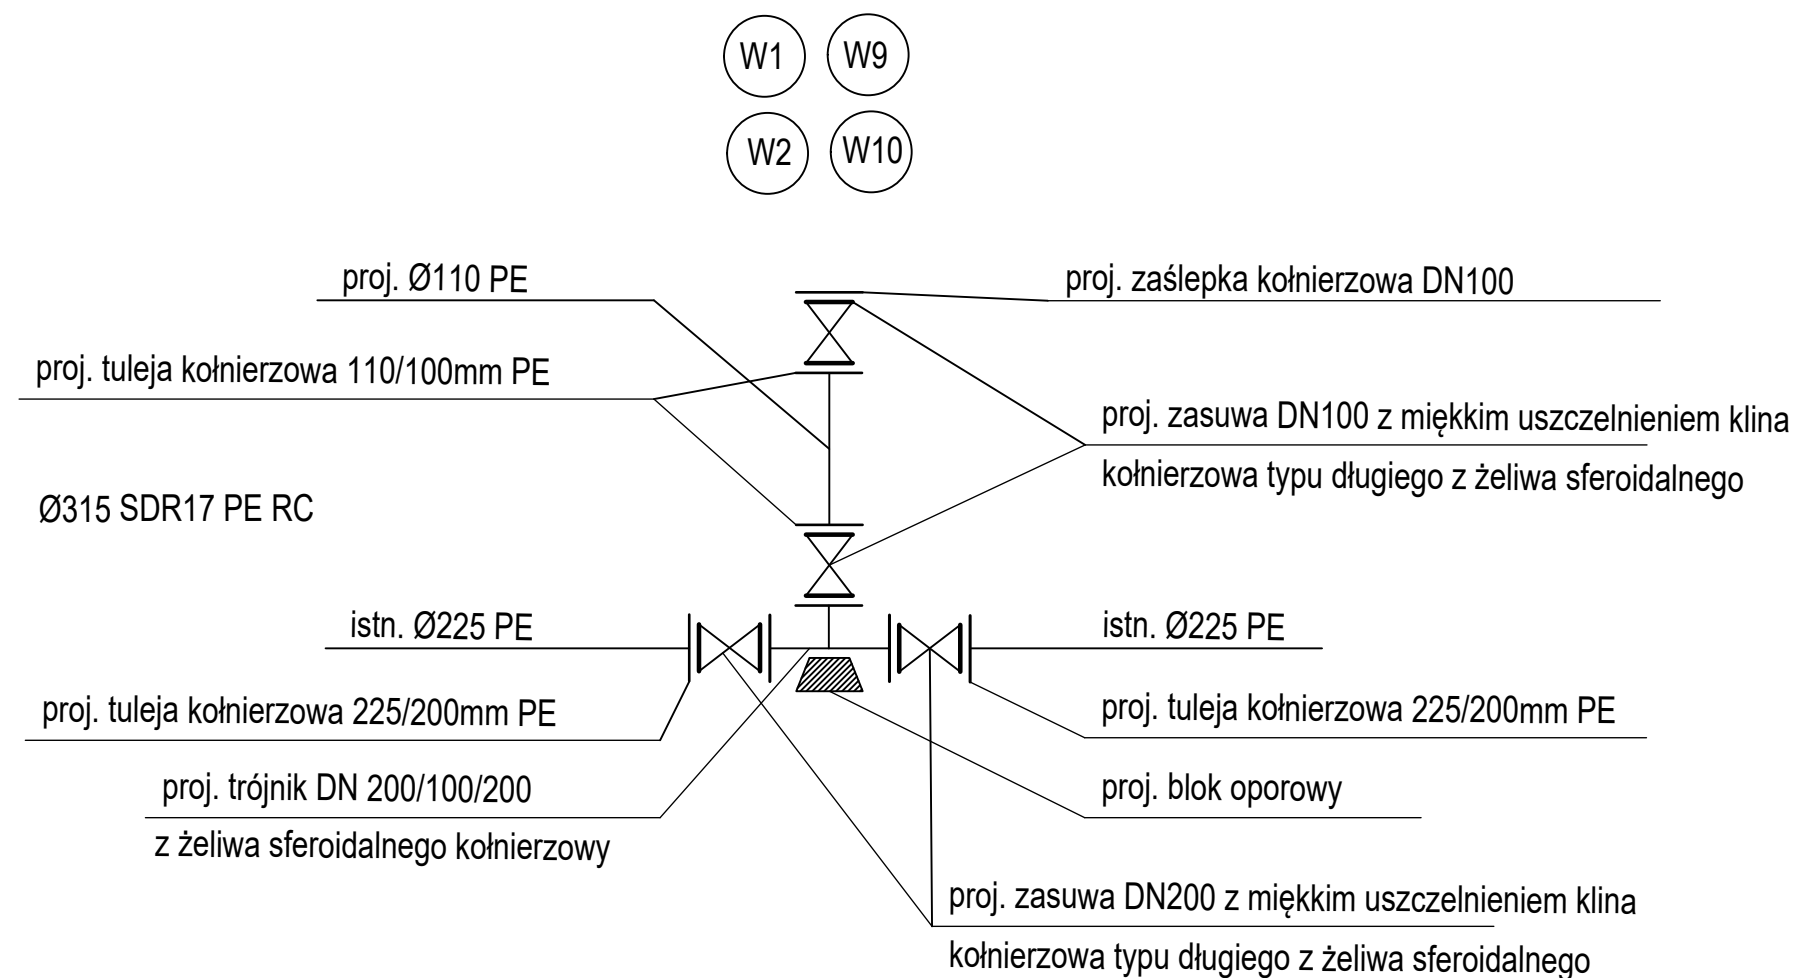 W1 W9
W2 W10
proj. Ø110 PE
proj. zaślepka kołnierzowa DN100
proj. tuleja kołnierzowa 110/100mm PE
proj. zasuwa DN100 z miękkim uszczelnieniem klina
kołnierzowa typu długiego z żeliwa sferoidalnego
Ø315 SDR17 PE RC
istn. Ø225 PE
istn. Ø225 PE
proj. tuleja kołnierzowa 225/200mm PE
proj. tuleja kołnierzowa 225/200mm PE
proj. trójnik DN 200/100/200
z żeliwa sferoidalnego kołnierzowy
proj. blok oporowy
proj. zasuwa DN200 z miękkim uszczelnieniem klina
kołnierzowa typu długiego z żeliwa sferoidalnego